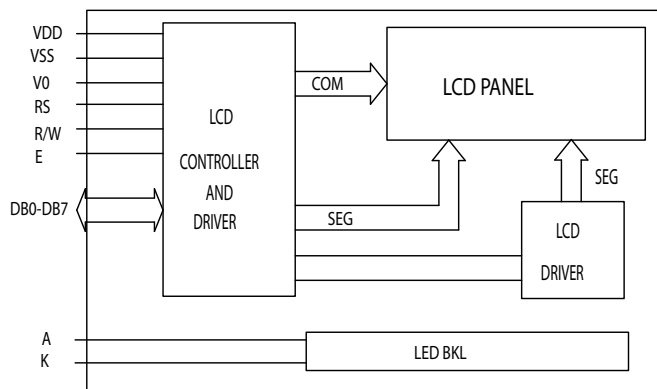 VDD
VSS
V0
RS
R/W
E
DB0-DB7
A
K
LCD
CONTROLLER
AND
DRIVER
COM
SEG
LCD PANEL
SEG
LCD
DRIVER
LED BKL